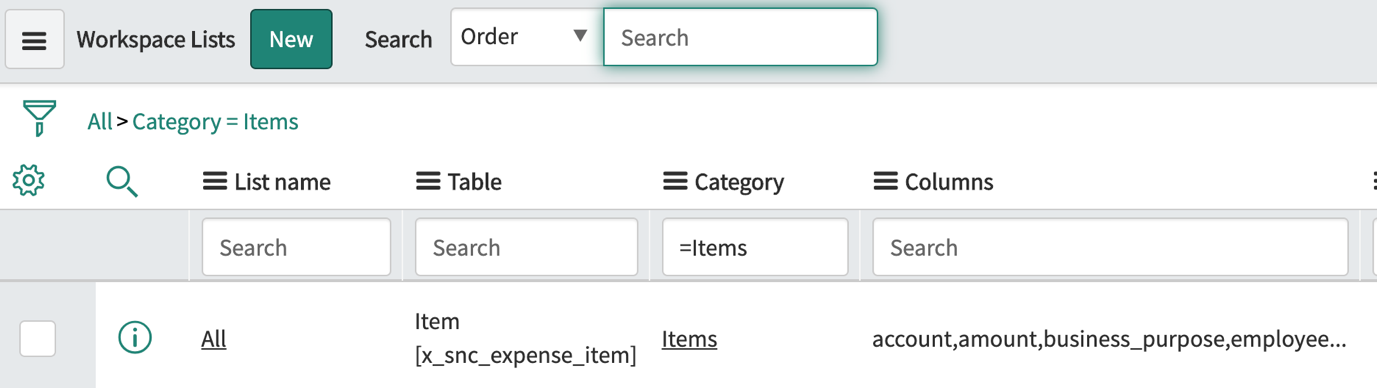 Workspace Lists New Search Order Search
All > Category = Items
List name Table Category Columns
Search Search =Items Search
All Item [x_snc_expense_item] Items account,amount,business_purpose,employee...